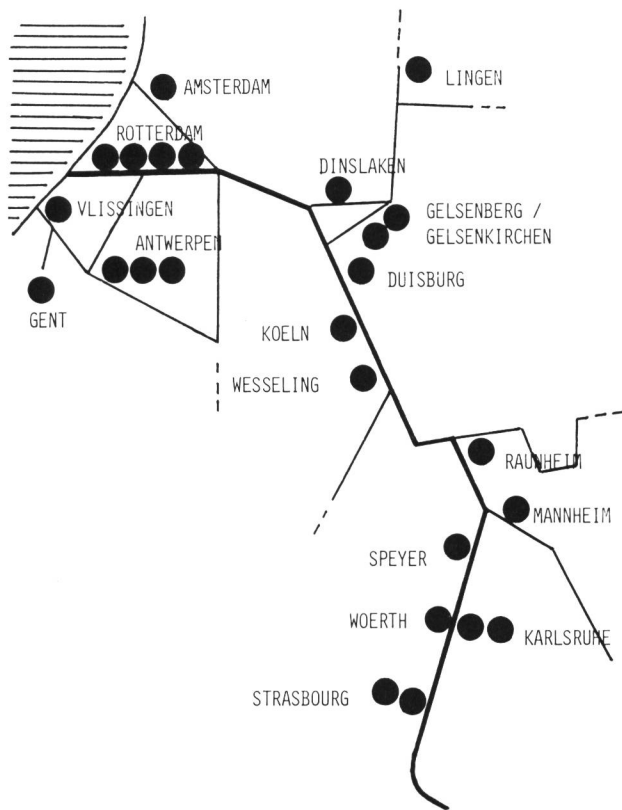 AMSTERDAM
LINGEN
ROTTERDAM
DINSLAKEN
VLISSINGEN
GELSENBERG /
GELSENKIRCHEN
ANTWERPEN
DUISBURG
GENT
KOELN
WESSELING
RAUNHEIM
MANNHEIM
SPEYER
WOERTH
KARLSRUHE
STRASBOURG